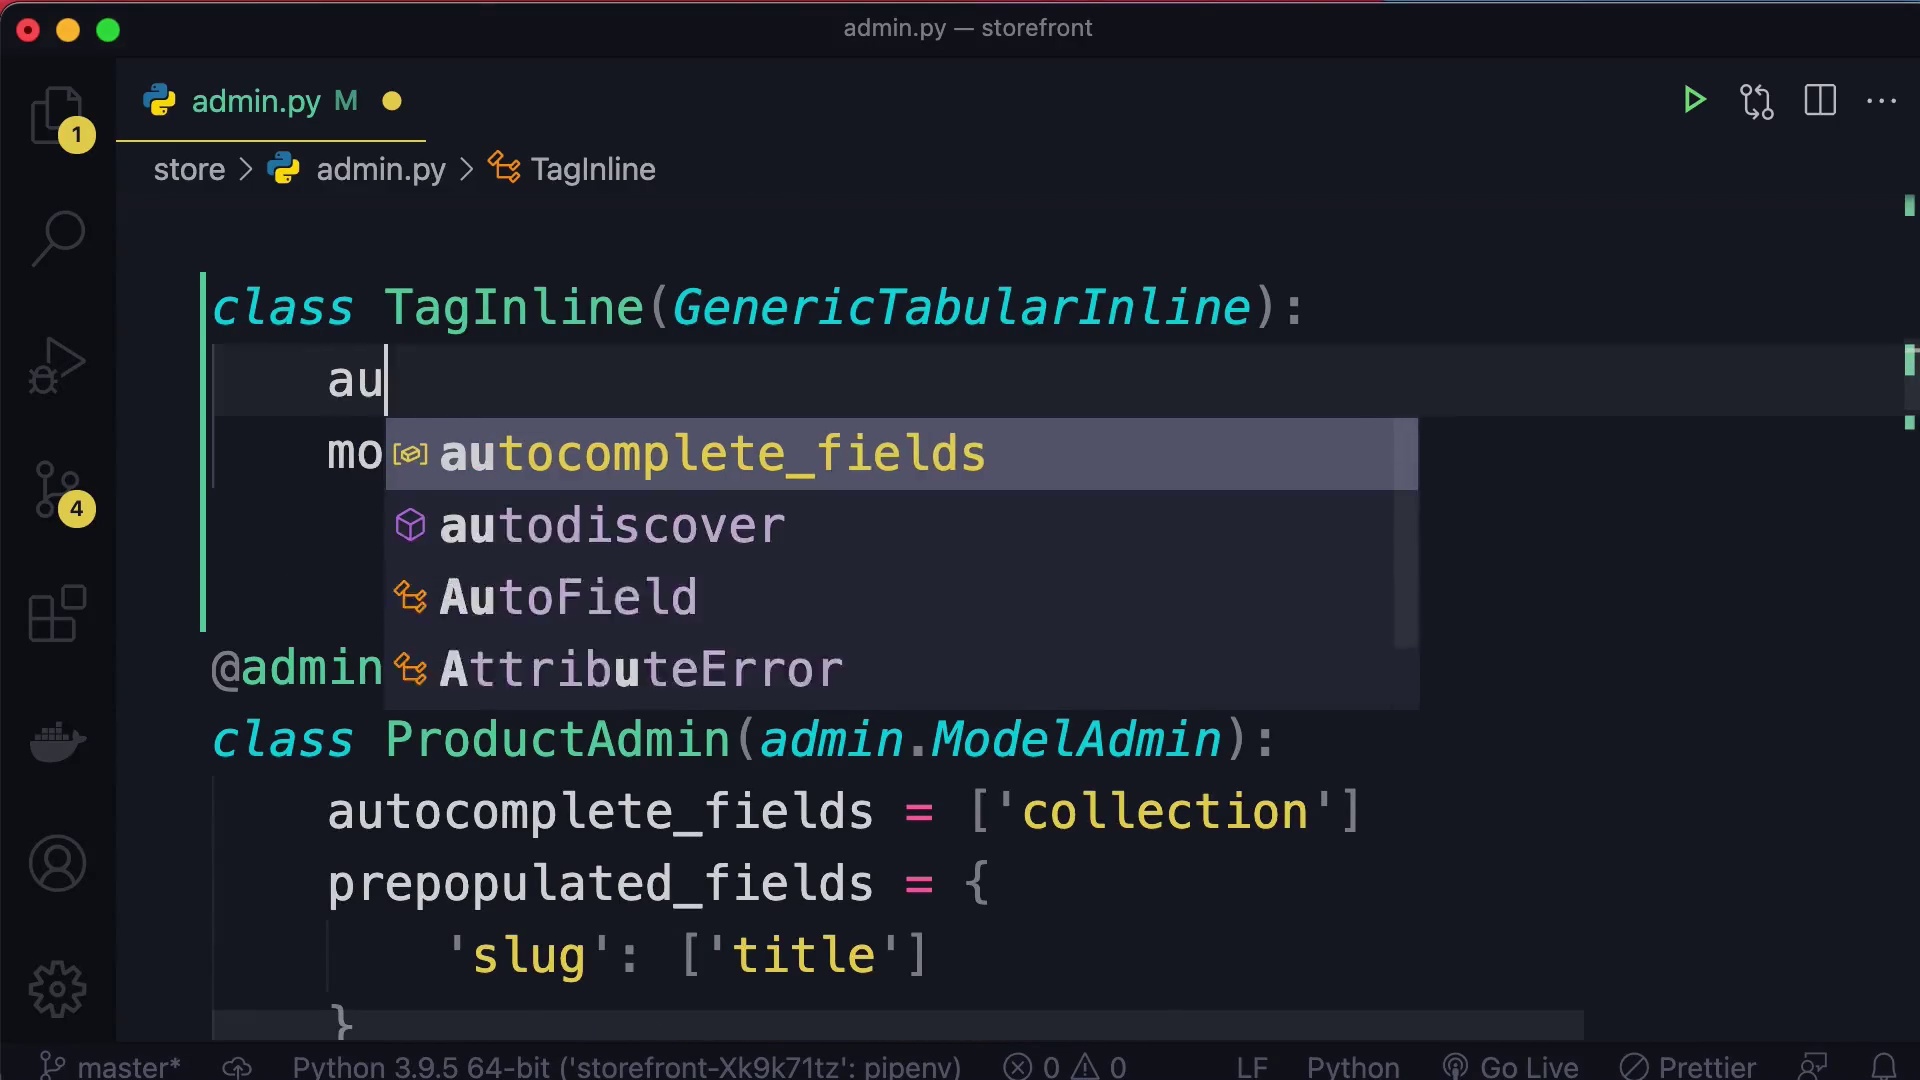 admin.py — storefront
admin.py M
1
store > admin.py > TagInline
class TagInline(GenericTabularInline):
au
mo
autocomplete_fields
autodiscover
AutoField
AttributeError
4
@admin
class ProductAdmin(admin.ModelAdmin):
autocomplete_fields = ['collection']
prepopulated_fields = {
'slug': ['title']
}
master* Python 3.9.5 64-bit ('storefront-Xk9k71tz': pipenv) 0 0 LF Python Go Live Prettier